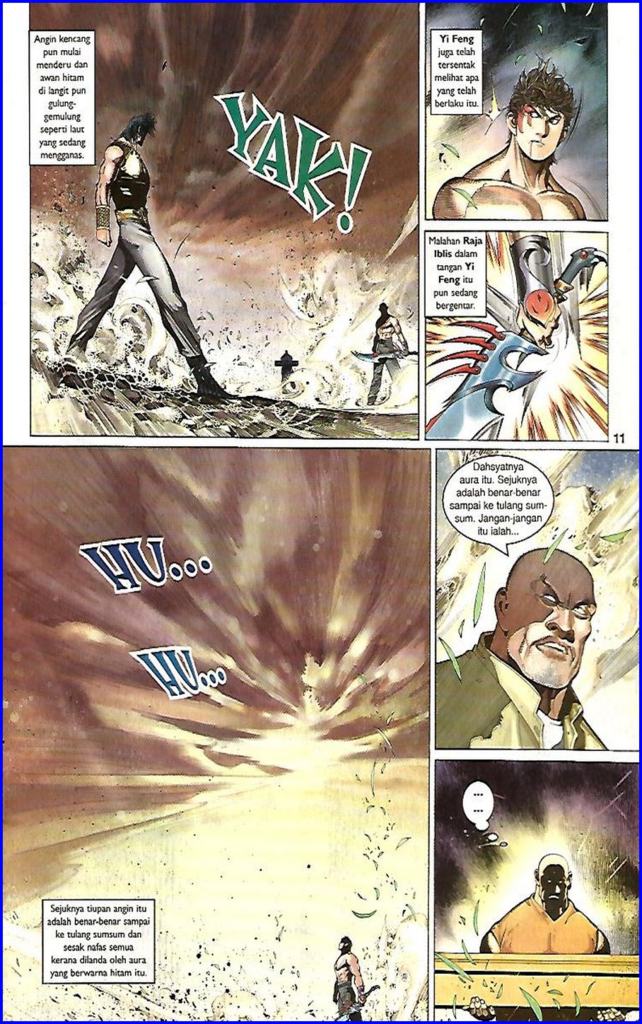 Angin kencang
pun mulai
menderu dan
awan hitam
di langit pun
gulung-
gemulung
seperti laut
yang sedang
mengganas.
YAK!
Yi Feng
juga telah
tersentak
melihat apa
yang telah
berlaku itu.
Malahan Raja
Iblis dalam
tangan Yi
Feng itu
pun sedang
bergentar.
11
HU...
HU...
Sejuknya tiupan angin itu
adalah benar-benar sampai
ke tulang sumsum dan
sesak nafas semua
kerana dilanda oleh aura
yang berwarna hitam itu.
Dahsyatnya
aura itu. Sejuknya
adalah benar-benar
sampai ke tulang sum-
sum. Jangan-jangan
itu ialah...
...
...